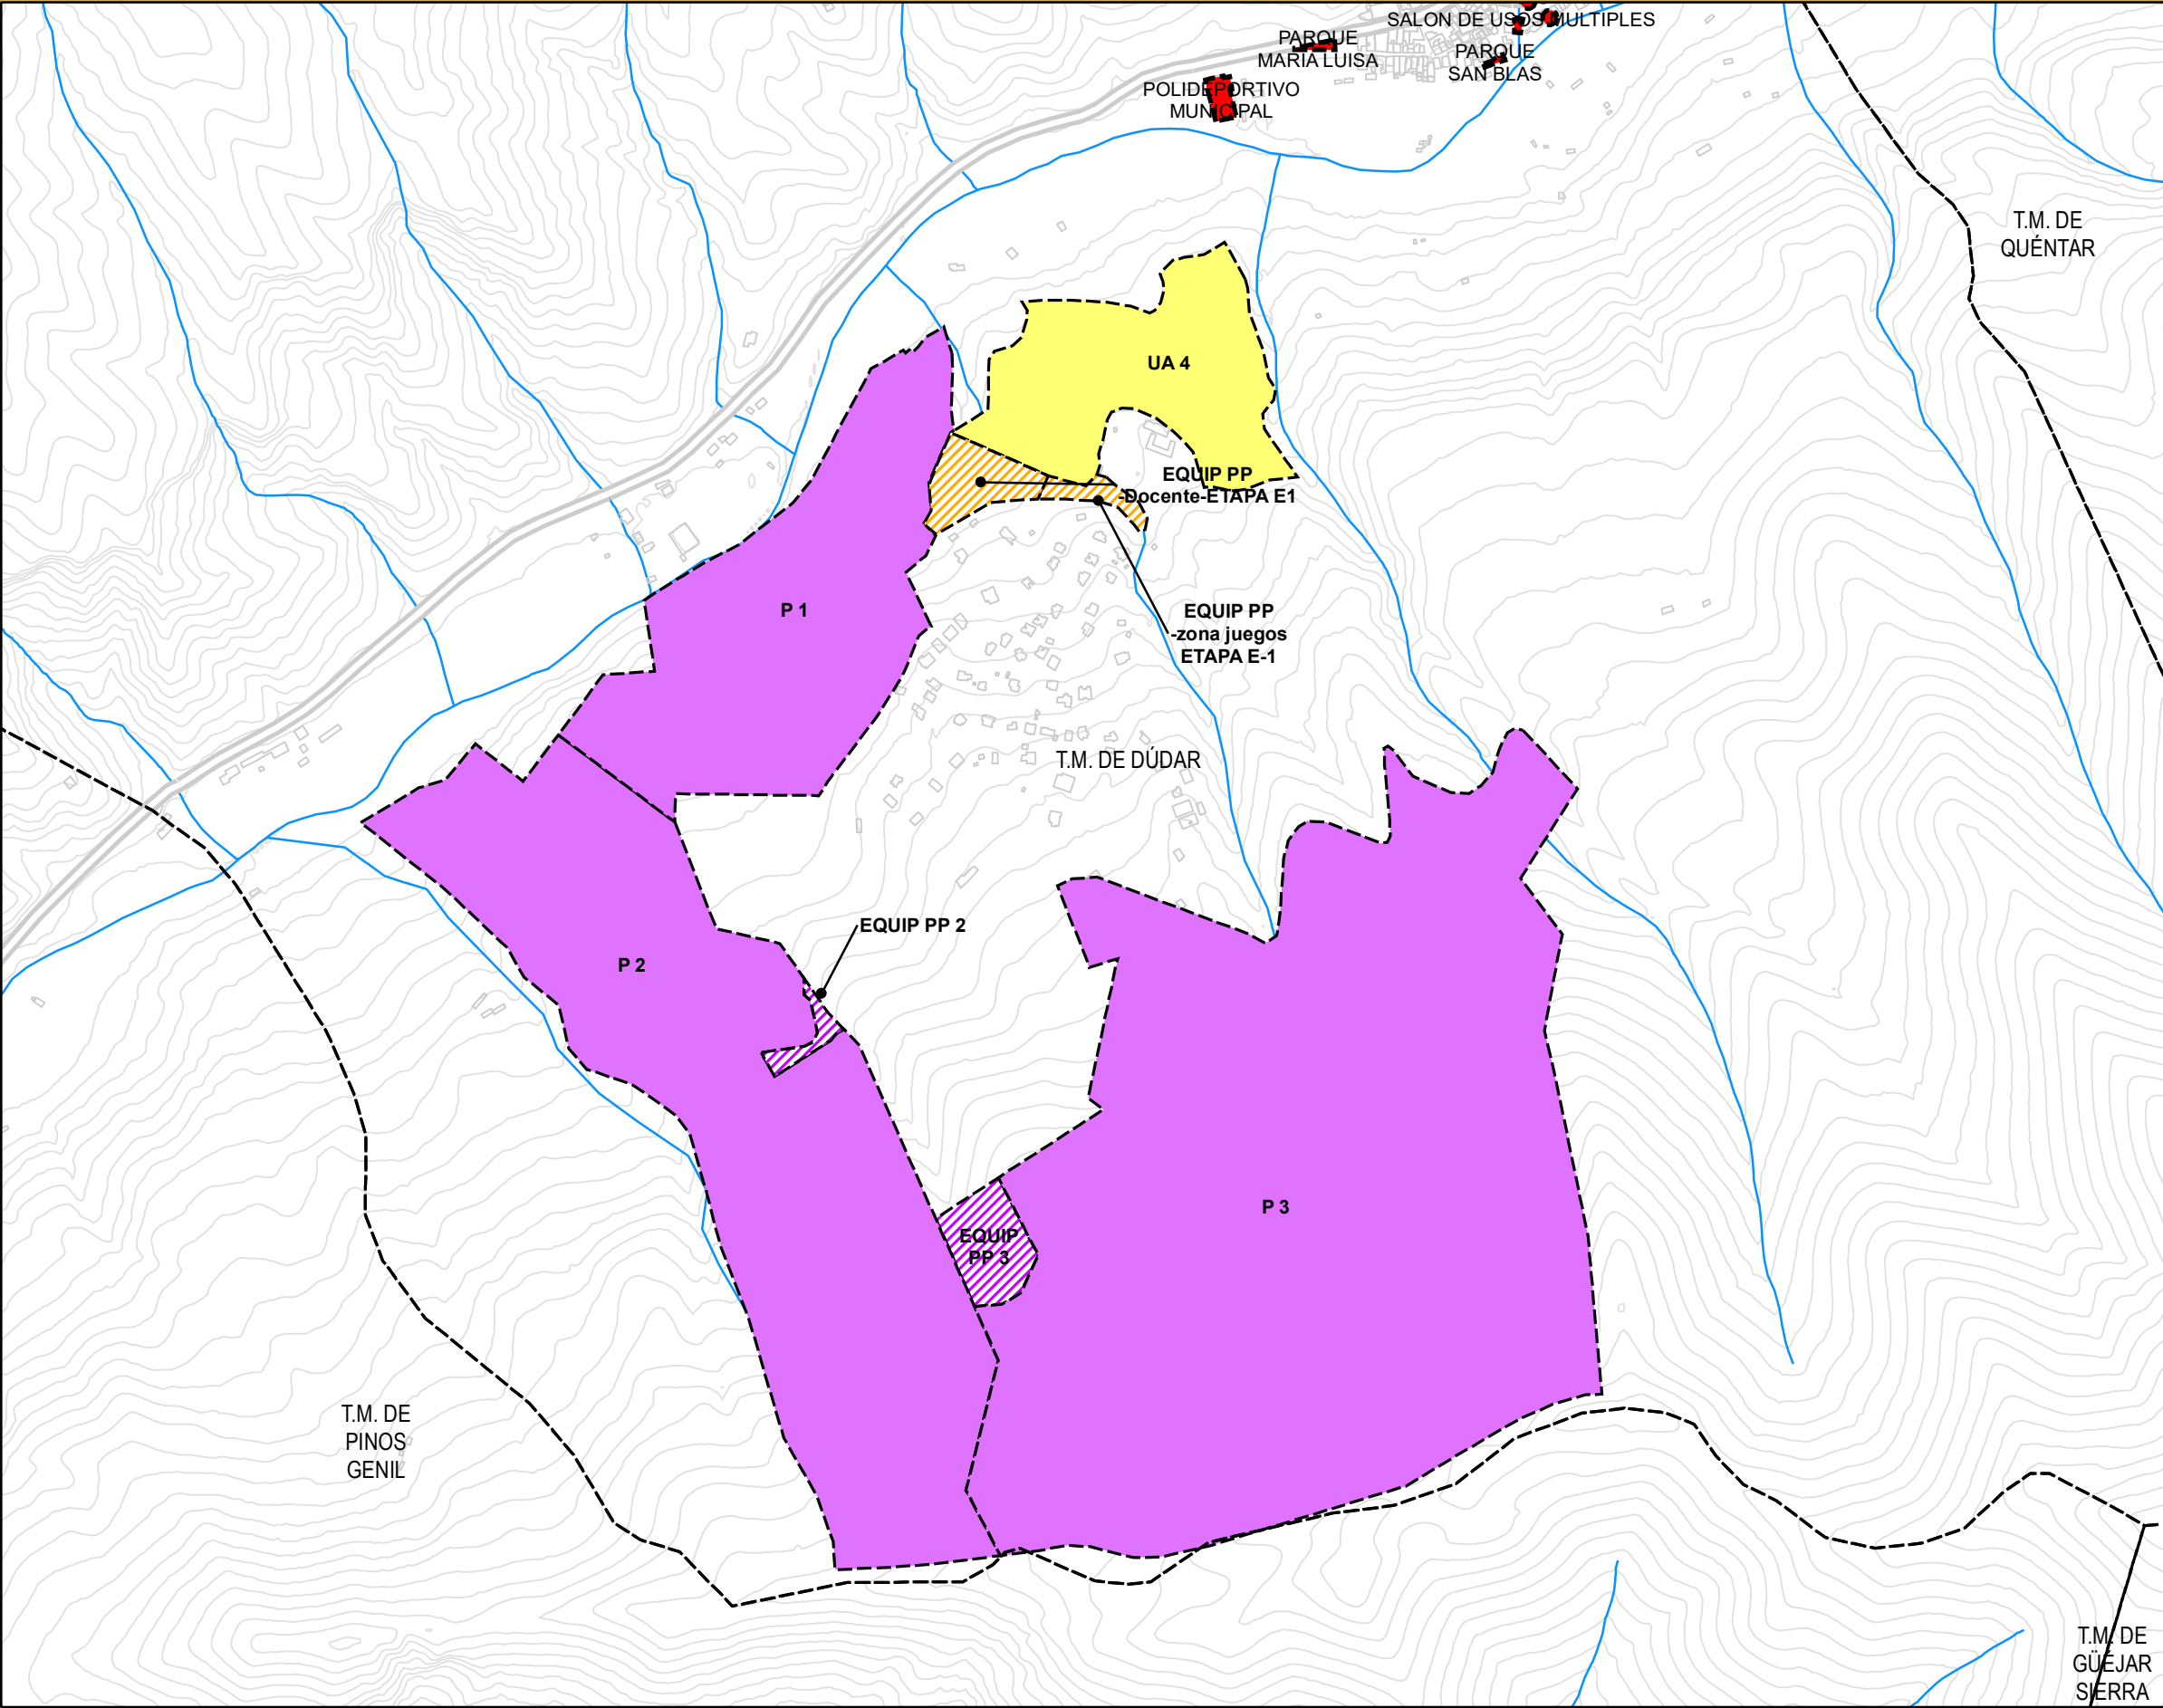 SALON DE USOS MULTIPLES
PARQUE
MARIA LUISA
PARQUE
SAN BLAS
POLIDEPORTIVO
MUNICIPAL
T.M. DE
QUÉNTAR
UA 4
EQUIP PP
-Docente-ETAPA E1
P 1
EQUIP PP
-zona juegos
ETAPA E-1
T.M. DE DÚDAR
EQUIP PP 2
P 2
P 3
EQUIP
PP 3
T.M. DE
PINOS
GENIL
T.M. DE
GÜÉJAR
SIERRA